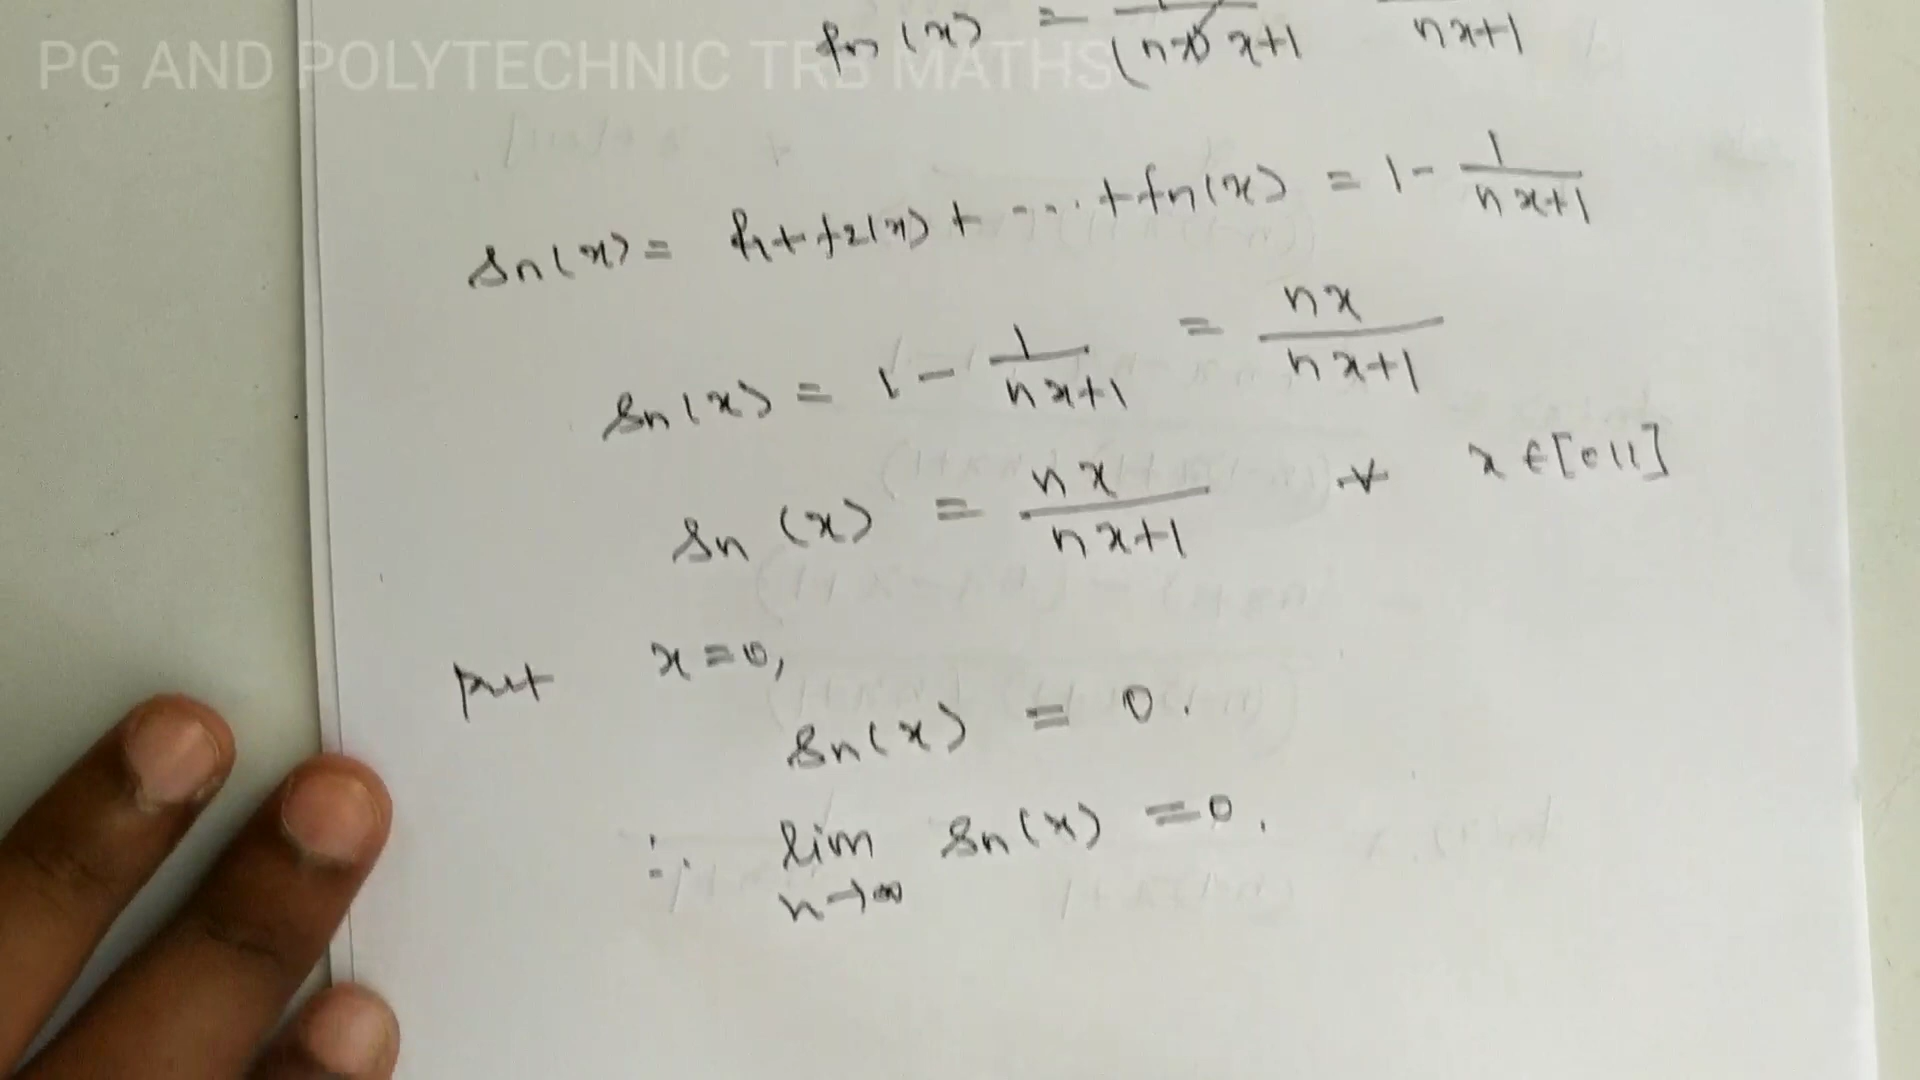 PG AND POLYTECHNIC TRB MATHS
fn(x) = 1/((n-1)x+1 1/(nx+1)
Sn(x) = f1 + f2(x) + ... + fn(x) = 1 - 1/(nx+1)
Sn(x) = 1 - 1/(nx+1) = nx/(nx+1)
Sn(x) = nx/(nx+1) ∀ x ∈ [0,1]
put x=0,
Sn(x) = 0.
∴ lim n→∞ Sn(x) = 0.